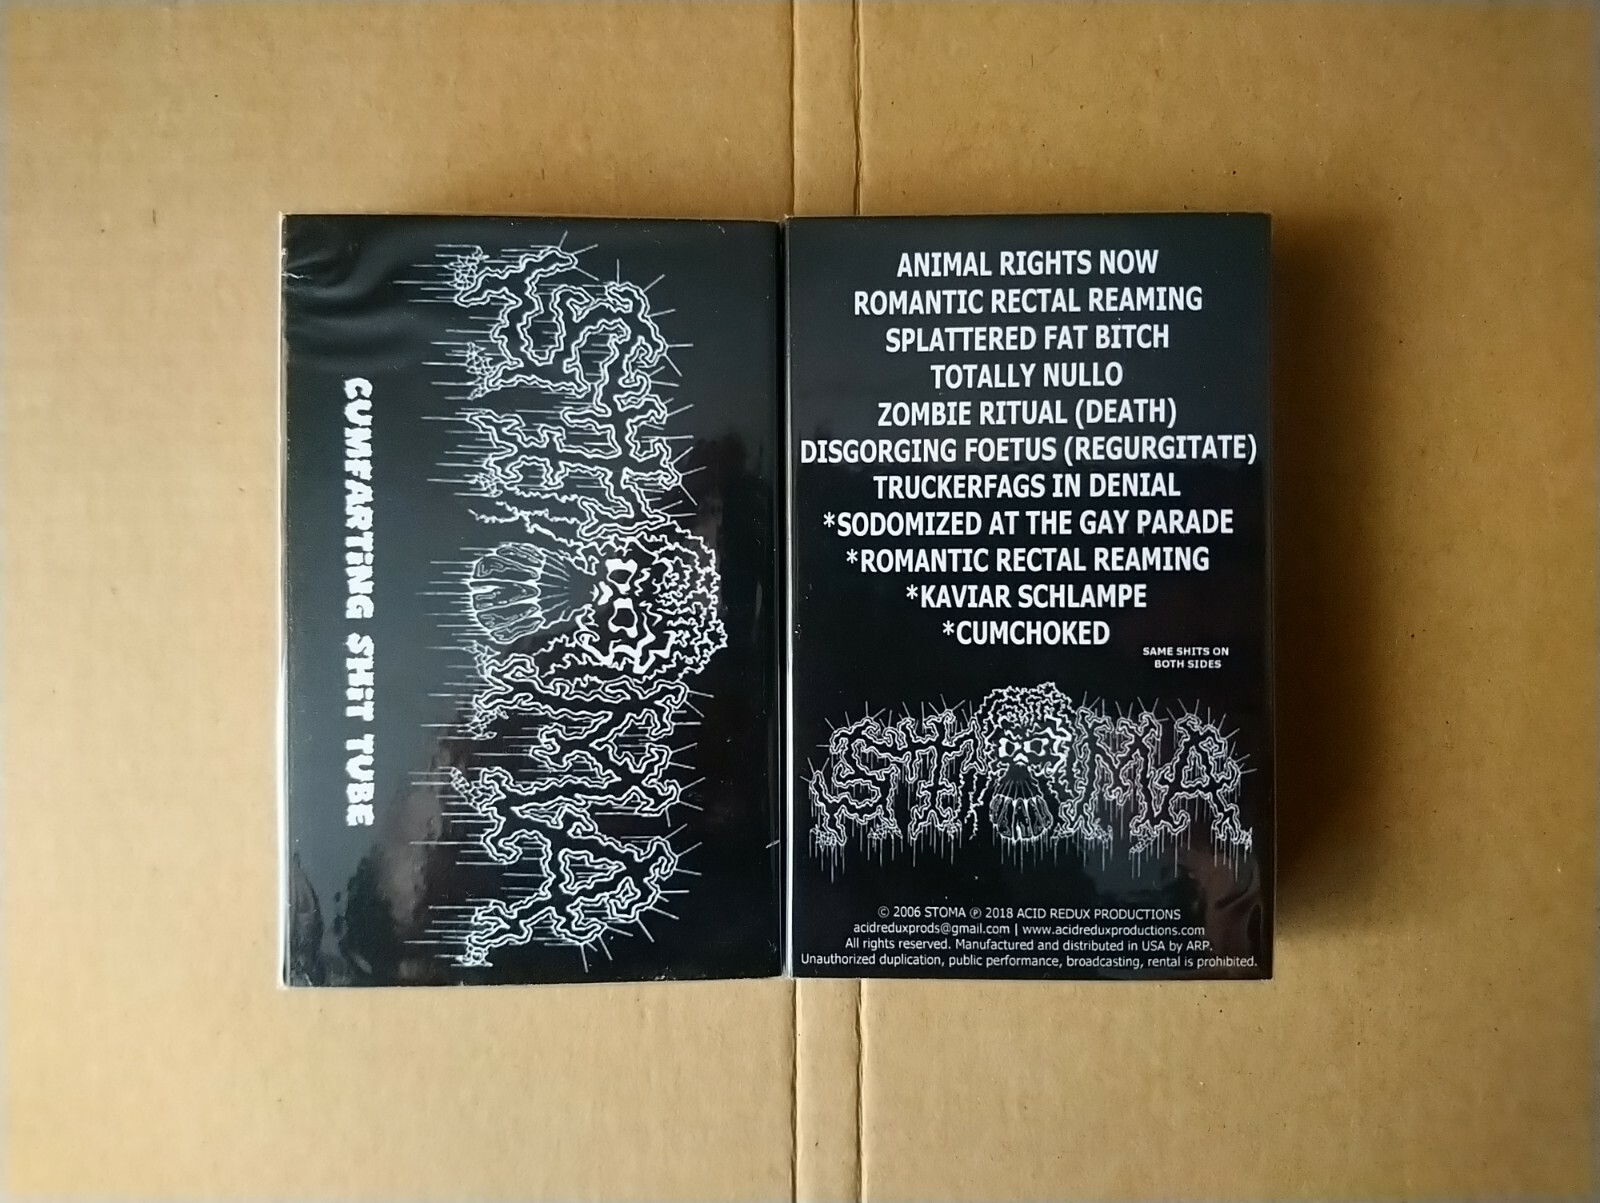 STOMA
CUMFARTiNG SHiT TUBE
ANIMAL RIGHTS NOW
ROMANTIC RECTAL REAMING
SPLATTERED FAT BITCH
TOTALLY NULLO
ZOMBIE RITUAL (DEATH)
DISGORGING FOETUS (REGURGITATE)
TRUCKERFAGS IN DENIAL
*SODOMIZED AT THE GAY PARADE
*ROMANTIC RECTAL REAMING
*KAVIAR SCHLAMPE
*CUMCHOKED
SAME SHITS ON
BOTH SIDES
STOMA
© 2006 STOMA ℗ 2018 ACID REDUX PRODUCTIONS
acidreduxprods@gmail.com | www.acidreduxproductions.com
All rights reserved. Manufactured and distributed in USA by ARP.
Unauthorized duplication, public performance, broadcasting, rental is prohibited.